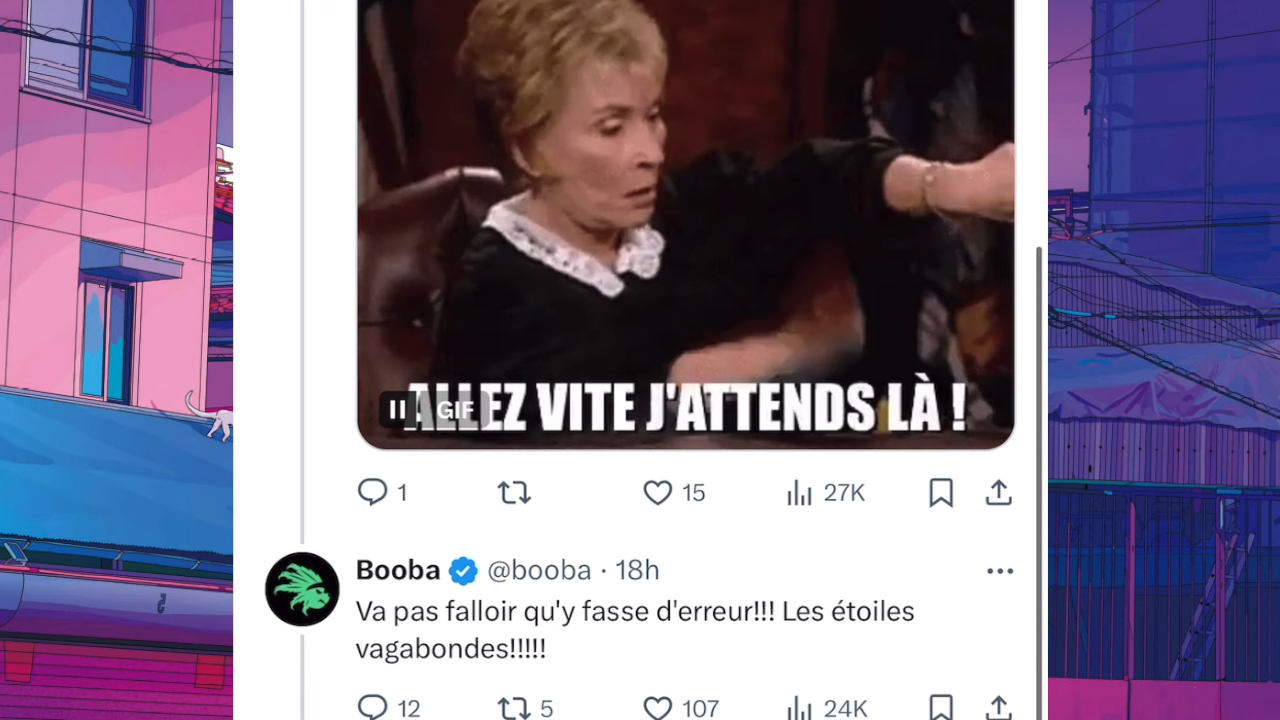 ALLEZ VITE J'ATTENDS LÀ !
GIF
1
15
27K
Booba @booba · 18h
Va pas falloir qu'y fasse d'erreur!!! Les étoiles
vagabondes!!!!!
12
5
107
24K